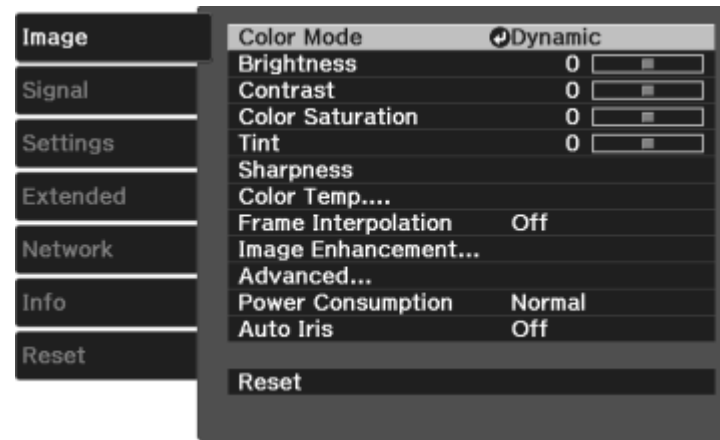 Image
Signal
Settings
Extended
Network
Info
Reset
Color Mode Dynamic
Brightness 0
Contrast 0
Color Saturation 0
Tint 0
Sharpness
Color Temp....
Frame Interpolation Off
Image Enhancement...
Advanced...
Power Consumption Normal
Auto Iris Off
Reset